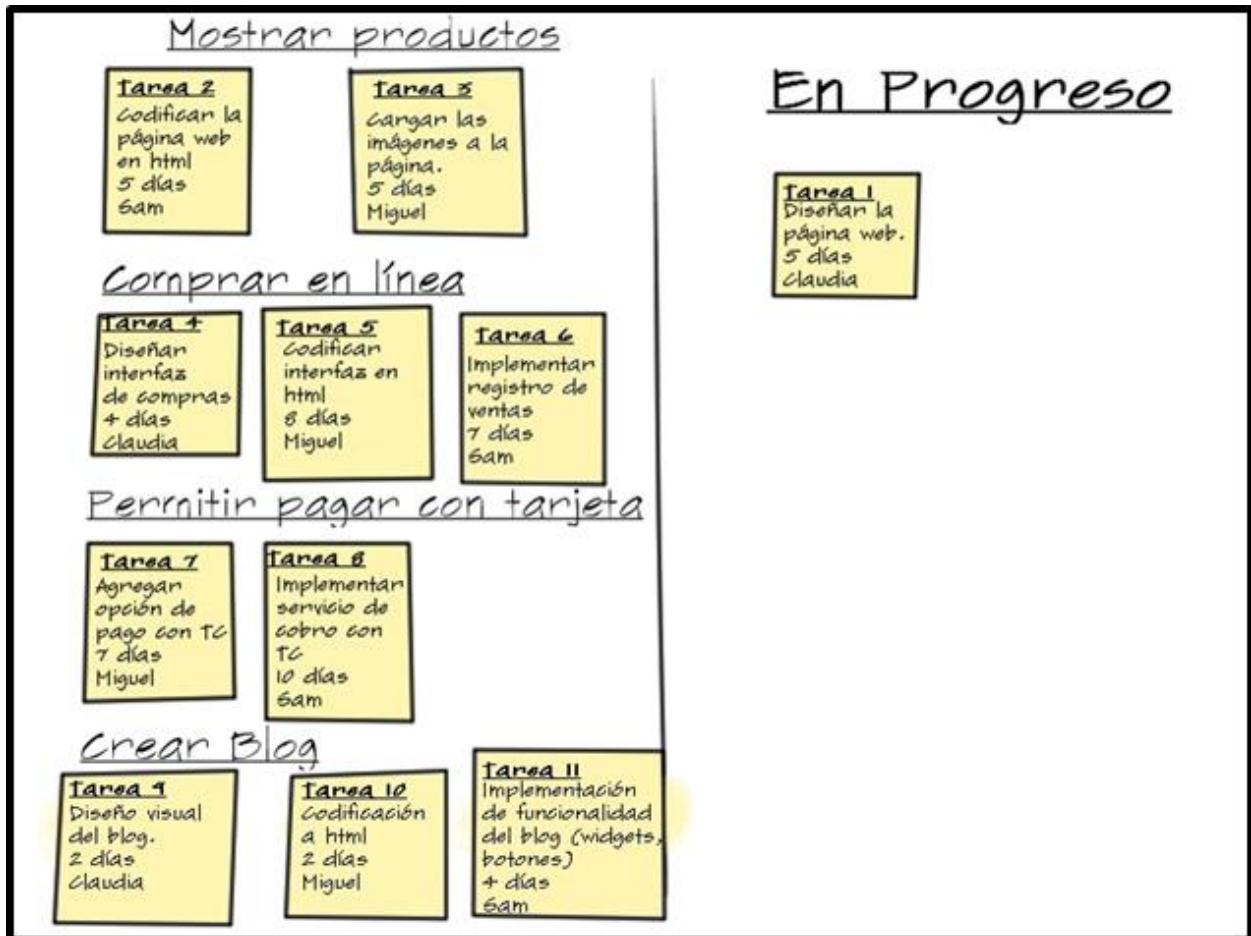 Mostrar productos
Tarea 2
Codificar la
página web
en html
5 días
Sam
Tarea 3
Cargar las
imágenes a la
página.
5 días
Miguel
En Progreso
Tarea 1
Diseñar la
página web.
5 días
Claudia
Comprar en línea
Tarea 4
Diseñar
interfaz
de compras
4 días
Claudia
Tarea 5
Codificar
interfaz en
html
8 días
Miguel
Tarea 6
Implementar
registro de
ventas
7 días
Sam
Permitir pagar con tarjeta
Tarea 7
Agregar
opción de
pago con TC
7 días
Miguel
Tarea 8
Implementar
servicio de
cobro con
TC
10 días
Sam
Crear Blog
Tarea 9
Diseño visual
del blog.
2 días
Claudia
Tarea 10
Codificación
a html
2 días
Miguel
Tarea 11
Implementación
de funcionalidad
del blog (widgets,
botones)
4 días
Sam